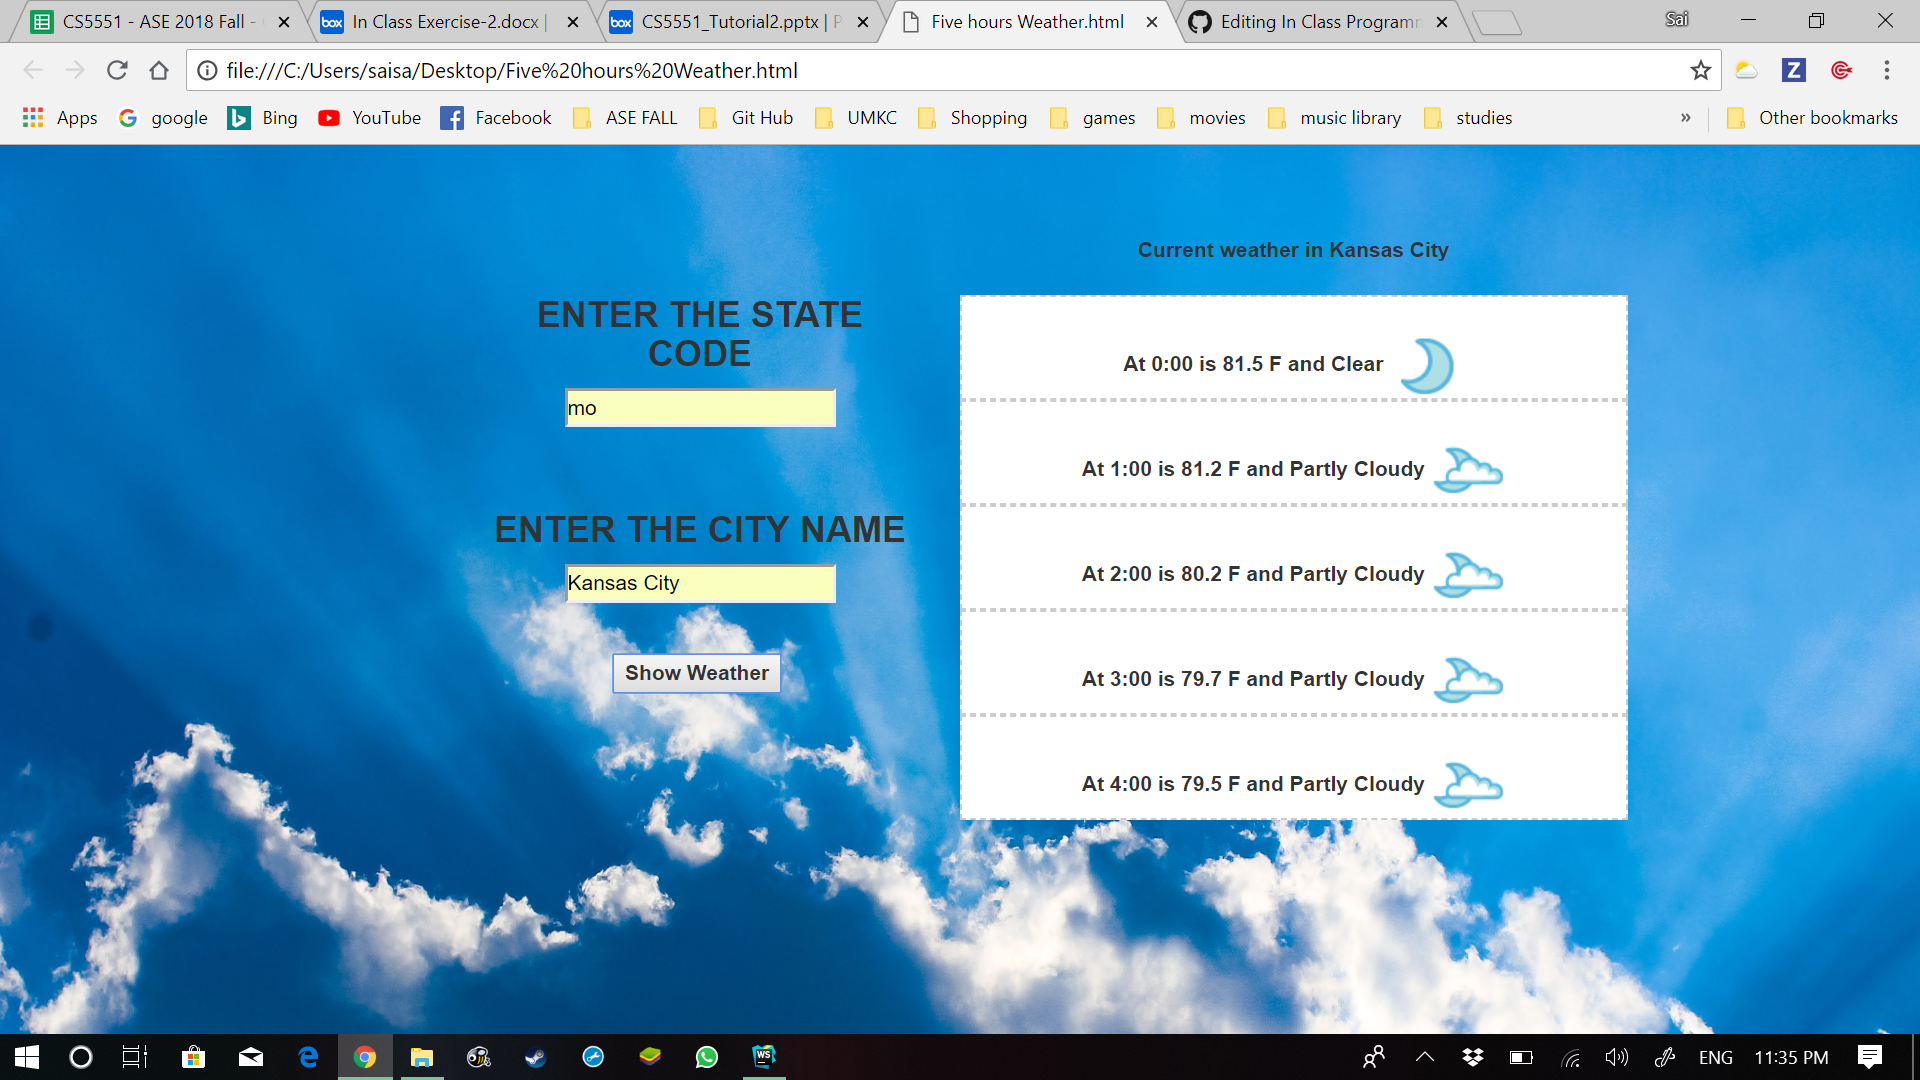 CS5551 - ASE 2018 Fall -
In Class Exercise-2.docx |
CS5551_Tutorial2.pptx | P
Five hours Weather.html
Editing In Class Programm
Sai
file:///C:/Users/saisa/Desktop/Five%20hours%20Weather.html
Z
Apps
google
Bing
YouTube
Facebook
ASE FALL
Git Hub
UMKC
Shopping
games
movies
music library
studies
»
Other bookmarks
ENTER THE STATE
CODE
mo
ENTER THE CITY NAME
Kansas City
Show Weather
Current weather in Kansas City
At 0:00 is 81.5 F and Clear
At 1:00 is 81.2 F and Partly Cloudy
At 2:00 is 80.2 F and Partly Cloudy
At 3:00 is 79.7 F and Partly Cloudy
At 4:00 is 79.5 F and Partly Cloudy
WS
ENG
11:35 PM